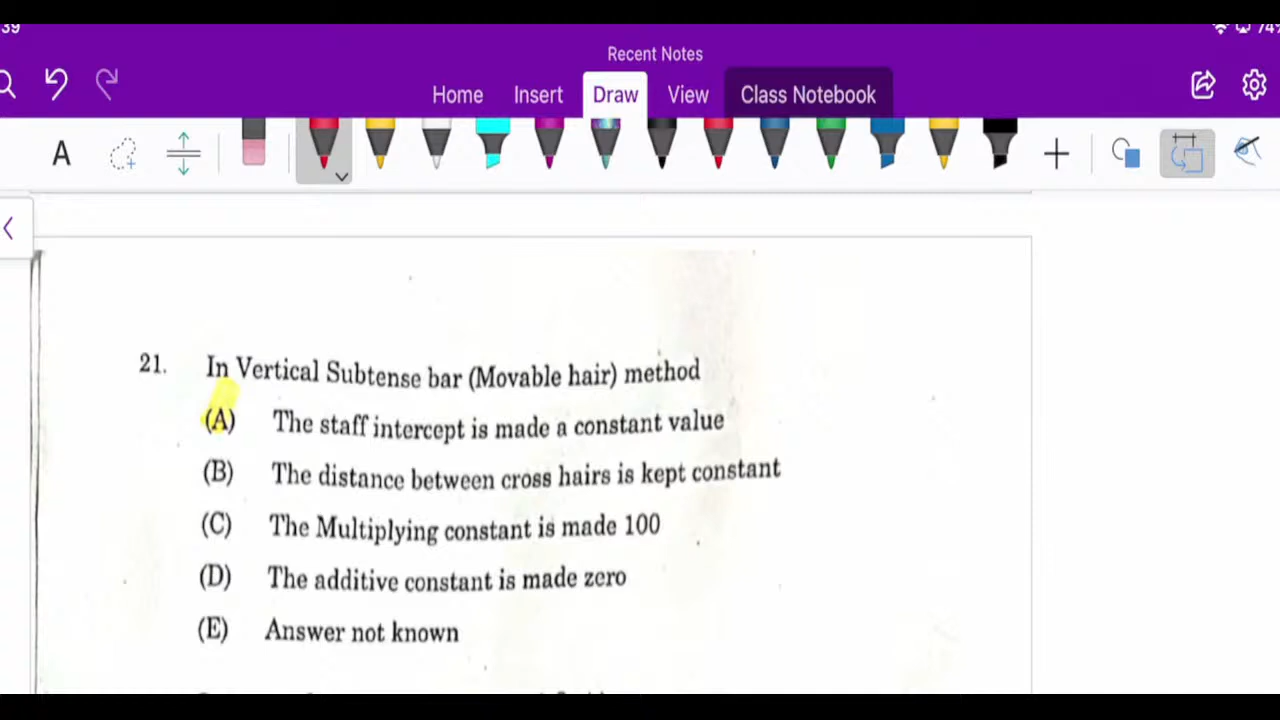 39
74%
Recent Notes
Home Insert Draw View Class Notebook
A
21. In Vertical Subtense bar (Movable hair) method
(A) The staff intercept is made a constant value
(B) The distance between cross hairs is kept constant
(C) The Multiplying constant is made 100
(D) The additive constant is made zero
(E) Answer not known